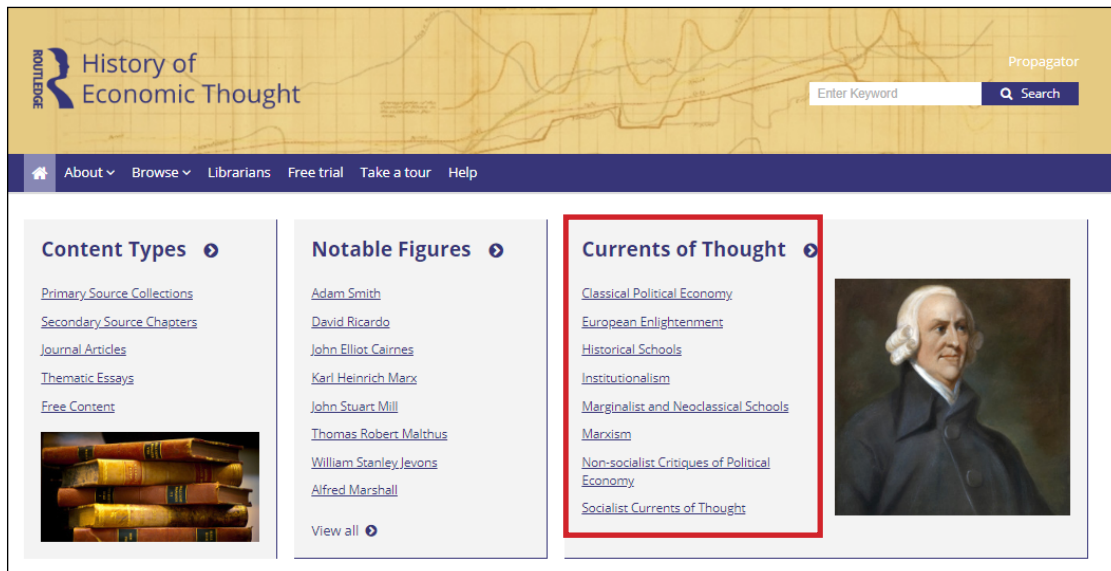 ROUTLEDGE
History of
Economic Thought
Propagator
Enter Keyword
Search
About
Browse
Librarians
Free trial
Take a tour
Help
Content Types
Primary Source Collections
Secondary Source Chapters
Journal Articles
Thematic Essays
Free Content
Notable Figures
Adam Smith
David Ricardo
John Elliot Cairnes
Karl Heinrich Marx
John Stuart Mill
Thomas Robert Malthus
William Stanley Jevons
Alfred Marshall
View all
Currents of Thought
Classical Political Economy
European Enlightenment
Historical Schools
Institutionalism
Marginalist and Neoclassical Schools
Marxism
Non-socialist Critiques of Political
Economy
Socialist Currents of Thought